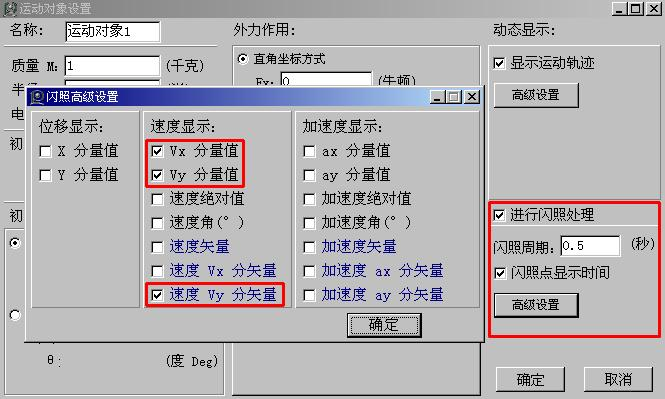 运动对象设置
名称：
运动对象1
质量 M：
1
(千克)
外力作用：
直角坐标方式
Fx：
0
(牛顿)
动态显示：
显示运动轨迹
高级设置
初
初
θ：
(度 Deg)
闪照高级设置
位移显示：
X 分量值
Y 分量值
速度显示：
Vx 分量值
Vy 分量值
速度绝对值
速度角(°)
速度矢量
速度 Vx 分矢量
速度 Vy 分矢量
加速度显示：
ax 分量值
ay 分量值
加速度绝对值
加速度角(°)
加速度矢量
加速度 ax 分矢量
加速度 ay 分矢量
确定
进行闪照处理
闪照周期：
0.5
(秒)
闪照点显示时间
高级设置
确定
取消